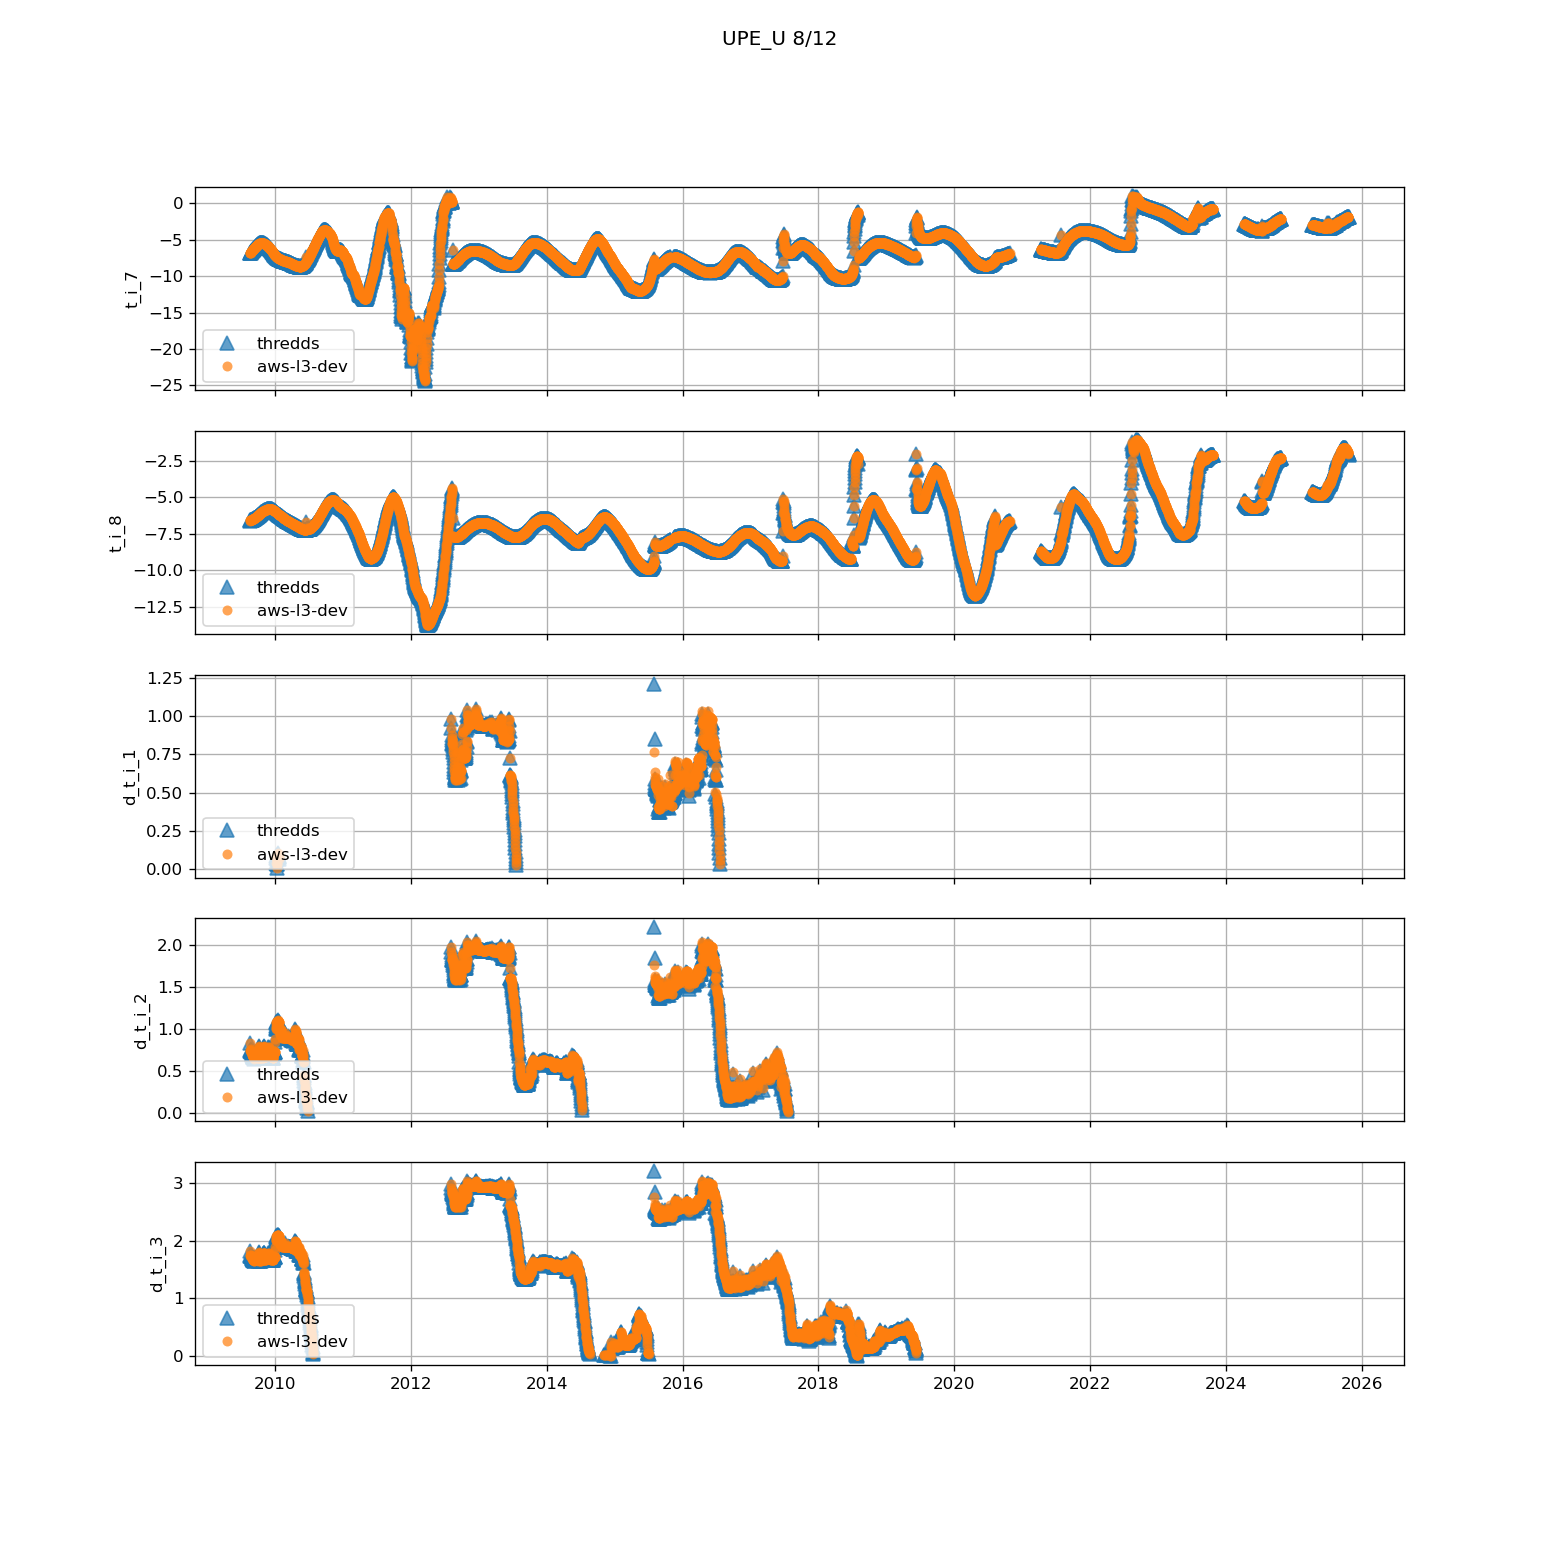 UPE_U 8/12
0
−5
−10
−15
−20
−25
t_i_7
thredds
aws-l3-dev
−2.5
−5.0
−7.5
−10.0
−12.5
t_i_8
thredds
aws-l3-dev
1.25
1.00
0.75
0.50
0.25
0.00
d_t_i_1
thredds
aws-l3-dev
2.0
1.5
1.0
0.5
0.0
d_t_i_2
thredds
aws-l3-dev
3
2
1
0
d_t_i_3
thredds
aws-l3-dev
2010 2012 2014 2016 2018 2020 2022 2024 2026